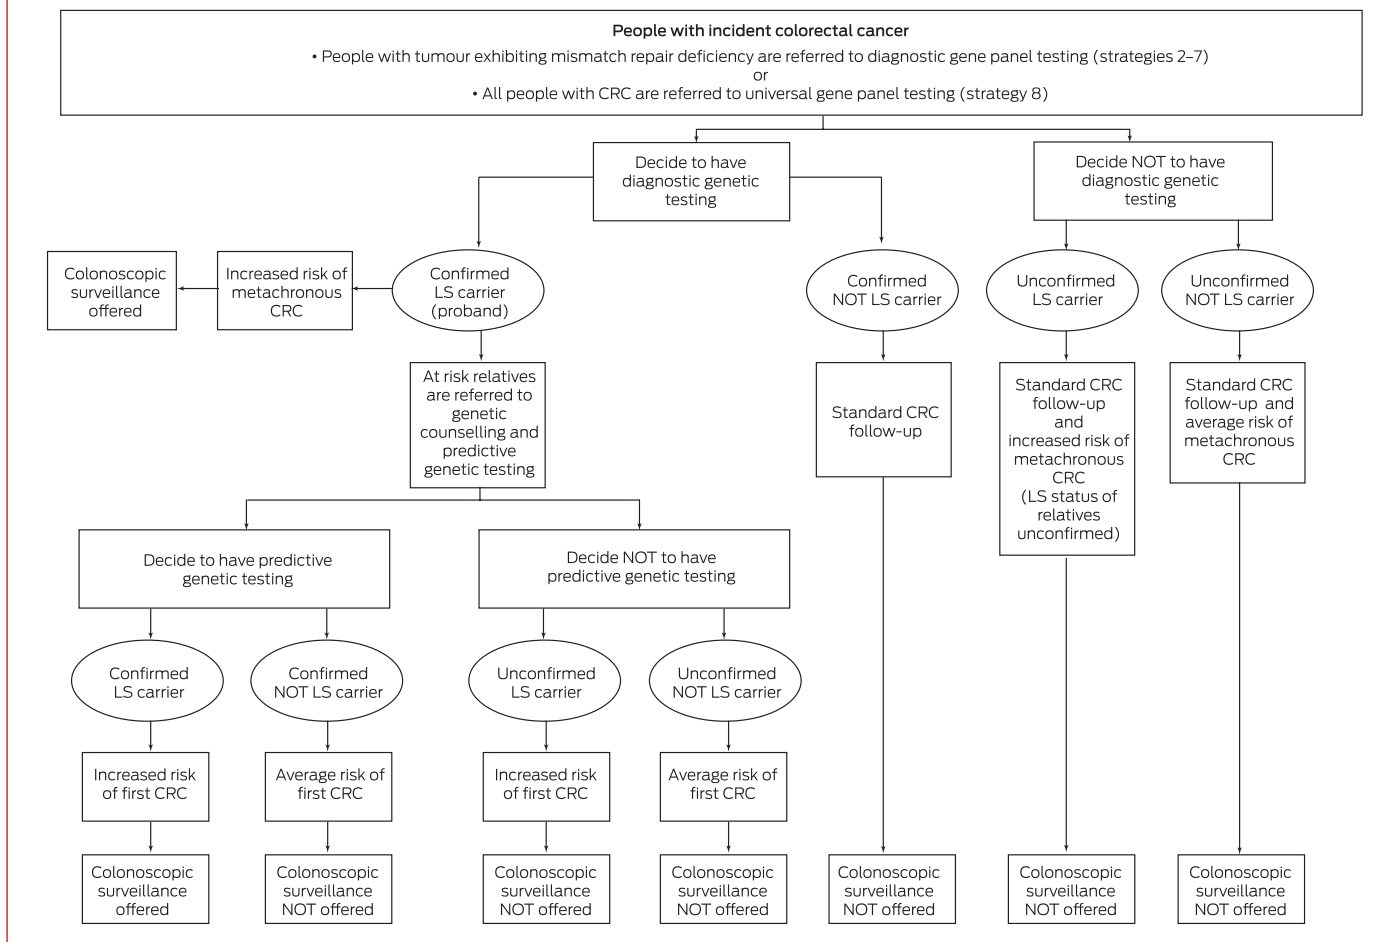 People with incident colorectal cancer
• People with tumour exhibiting mismatch repair deficiency are referred to diagnostic gene panel testing (strategies 2–7)
or
• All people with CRC are referred to universal gene panel testing (strategy 8)
Decide to have
diagnostic genetic
testing
Decide NOT to have
diagnostic genetic
testing
Colonoscopic
surveillance
offered
Increased risk of
metachronous
CRC
Confirmed
LS carrier
(proband)
Confirmed
NOT LS carrier
Unconfirmed
LS carrier
Unconfirmed
NOT LS carrier
At risk relatives
are referred to
genetic
counselling and
predictive
genetic testing
Standard CRC
follow-up
Standard CRC
follow-up
and
increased risk of
metachronous
CRC
(LS status of
relatives
unconfirmed)
Standard CRC
follow-up and
average risk of
metachronous
CRC
Decide to have predictive
genetic testing
Decide NOT to have
predictive genetic testing
Confirmed
LS carrier
Confirmed
NOT LS carrier
Unconfirmed
LS carrier
Unconfirmed
NOT LS carrier
Increased risk
of first CRC
Average risk of
first CRC
Increased risk
of first CRC
Average risk of
first CRC
Colonoscopic
surveillance
offered
Colonoscopic
surveillance
NOT offered
Colonoscopic
surveillance
NOT offered
Colonoscopic
surveillance
NOT offered
Colonoscopic
surveillance
NOT offered
Colonoscopic
surveillance
NOT offered
Colonoscopic
surveillance
NOT offered